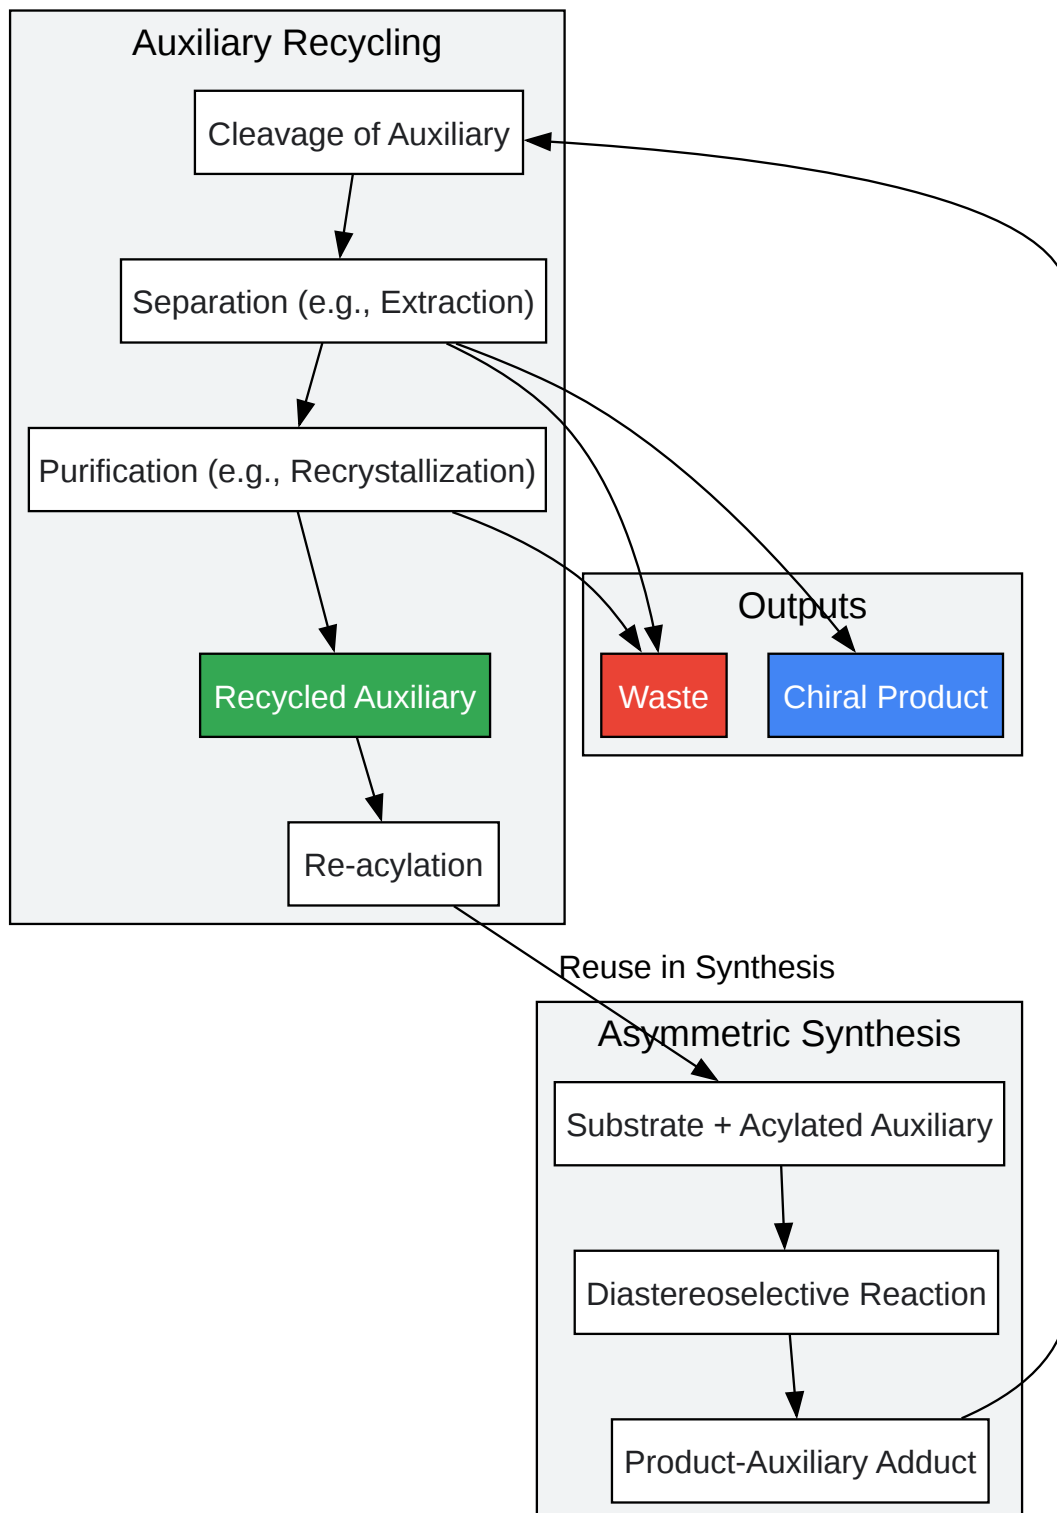 Auxiliary Recycling
Cleavage of Auxiliary
Separation (e.g., Extraction)
Purification (e.g., Recrystallization)
Outputs
Recycled Auxiliary
Waste
Chiral Product
Re-acylation
Reuse in Synthesis
Asymmetric Synthesis
Substrate + Acylated Auxiliary
Diastereoselective Reaction
Product-Auxiliary Adduct